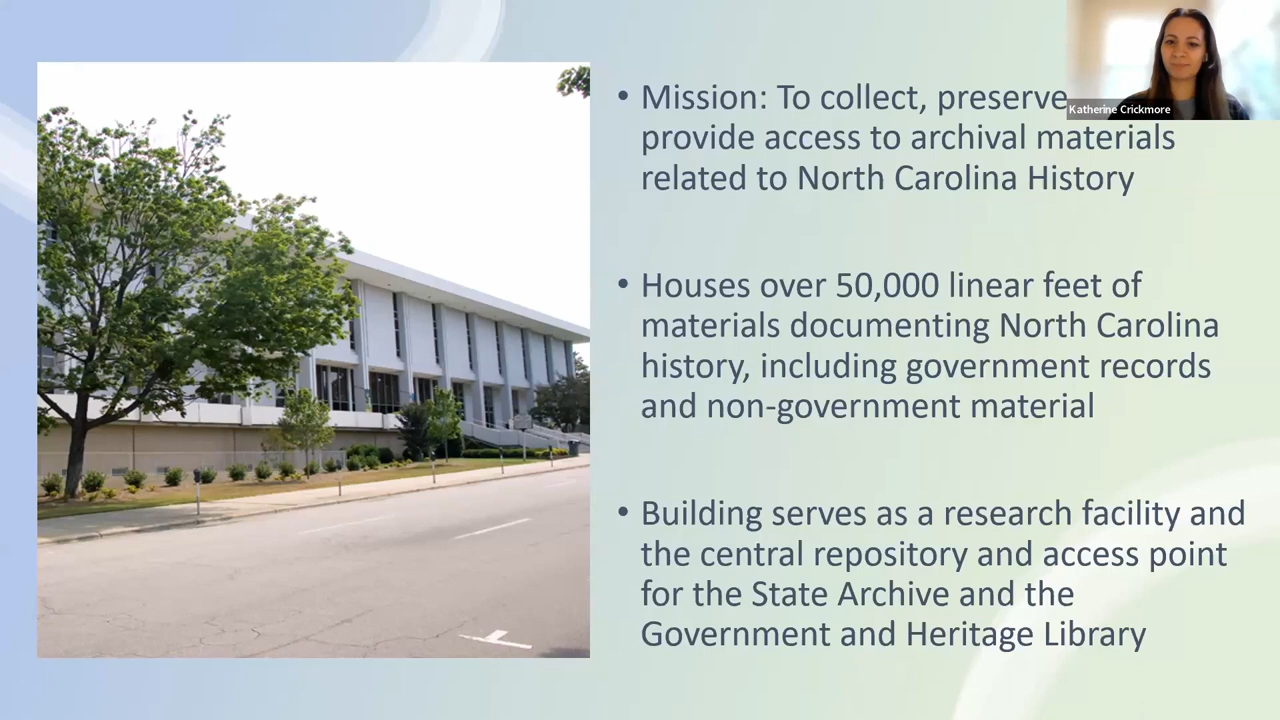 • Mission: To collect, preserve
provide access to archival materials
related to North Carolina History
• Houses over 50,000 linear feet of
materials documenting North Carolina
history, including government records
and non-government material
• Building serves as a research facility and
the central repository and access point
for the State Archive and the
Government and Heritage Library
Katherine Crickmore